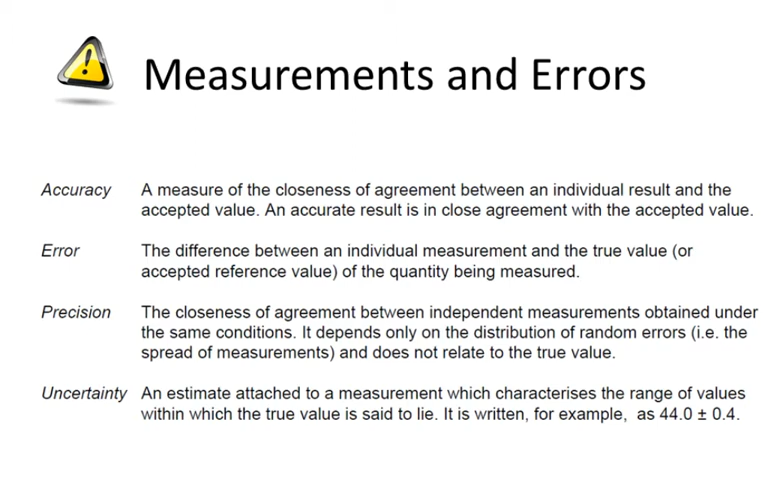 Measurements and Errors
Accuracy A measure of the closeness of agreement between an individual result and the
accepted value. An accurate result is in close agreement with the accepted value.
Error The difference between an individual measurement and the true value (or
accepted reference value) of the quantity being measured.
Precision The closeness of agreement between independent measurements obtained under
the same conditions. It depends only on the distribution of random errors (i.e. the
spread of measurements) and does not relate to the true value.
Uncertainty An estimate attached to a measurement which characterises the range of values
within which the true value is said to lie. It is written, for example, as 44.0 ± 0.4.